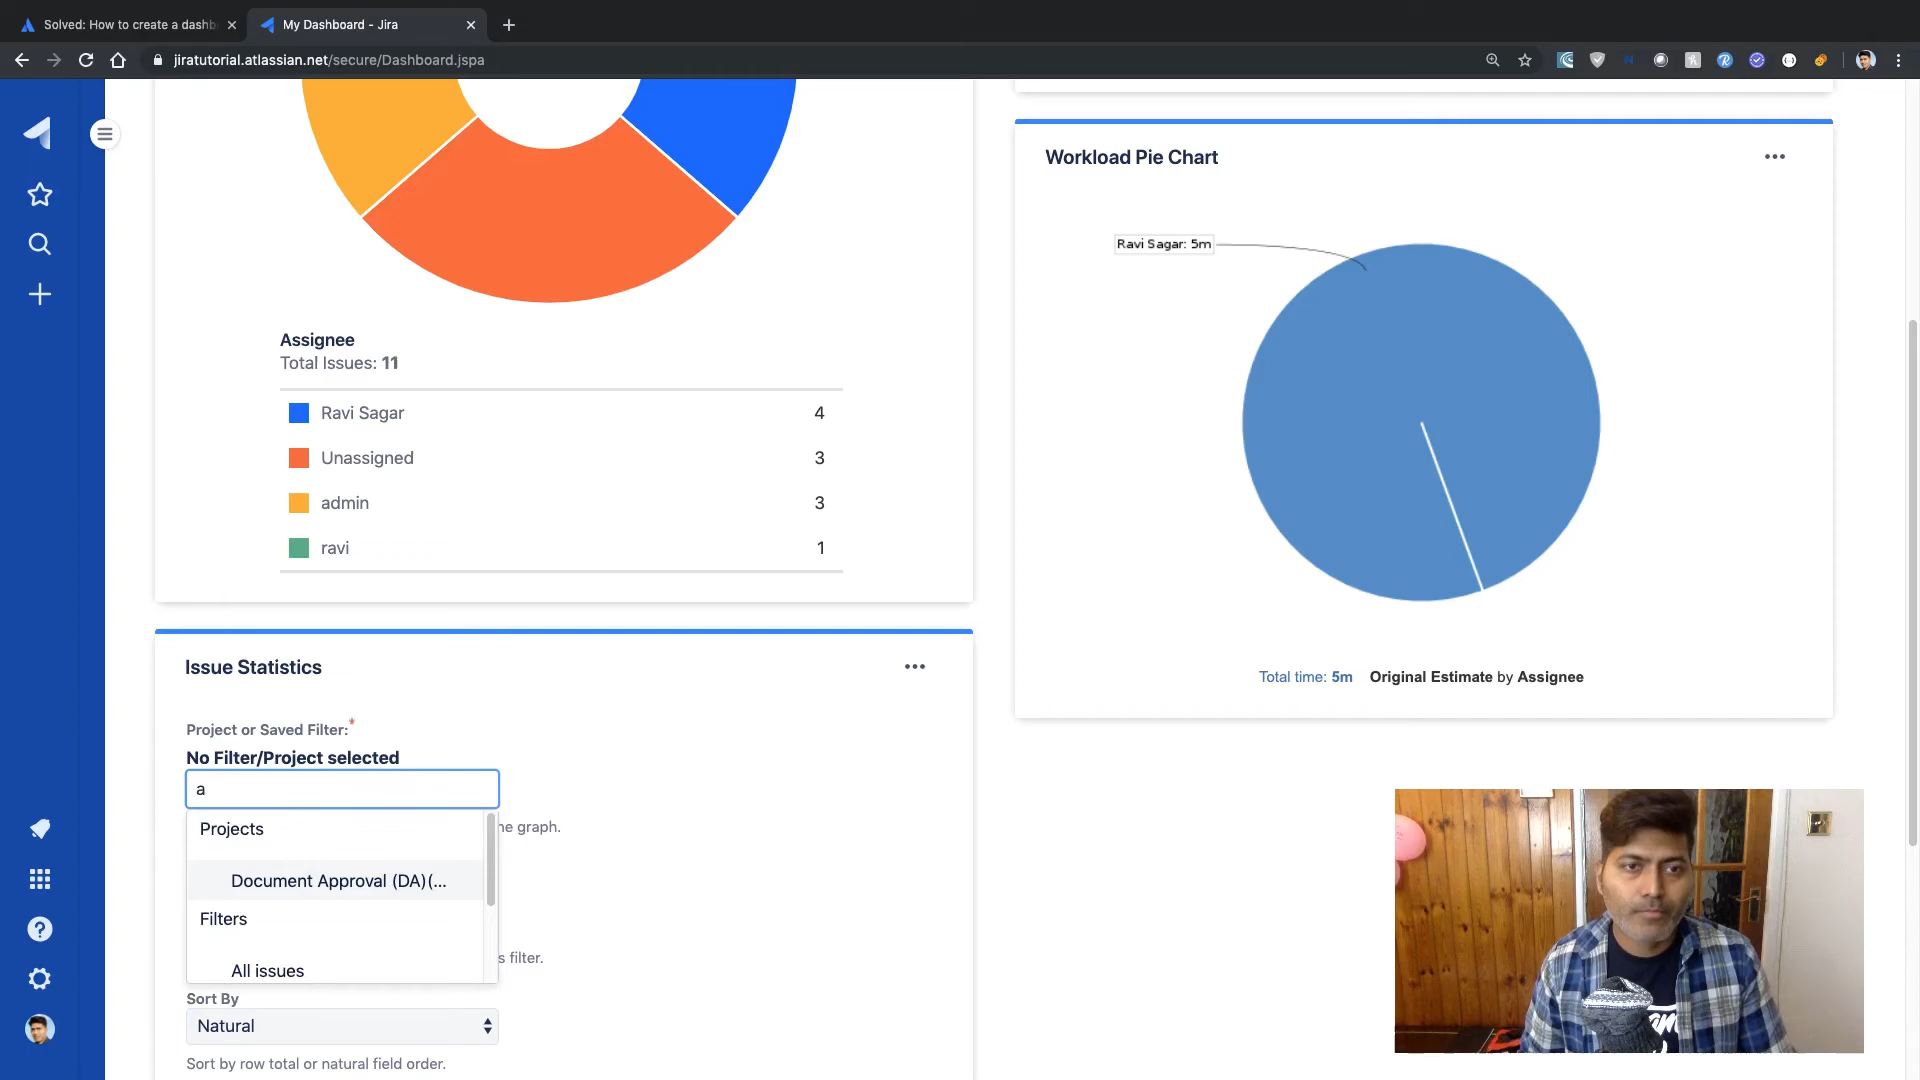 Solved: How to create a dashb
My Dashboard - Jira
jiratutorial.atlassian.net/secure/Dashboard.jspa
Workload Pie Chart
Ravi Sagar: 5m
Assignee
Total Issues: 11
Ravi Sagar 4
Unassigned 3
admin 3
ravi 1
Total time: 5m Original Estimate by Assignee
Issue Statistics
Project or Saved Filter:*
No Filter/Project selected
a
he graph.
Projects
Document Approval (DA)(...
Filters
s filter.
All issues
Sort By
Natural
Sort by row total or natural field order.